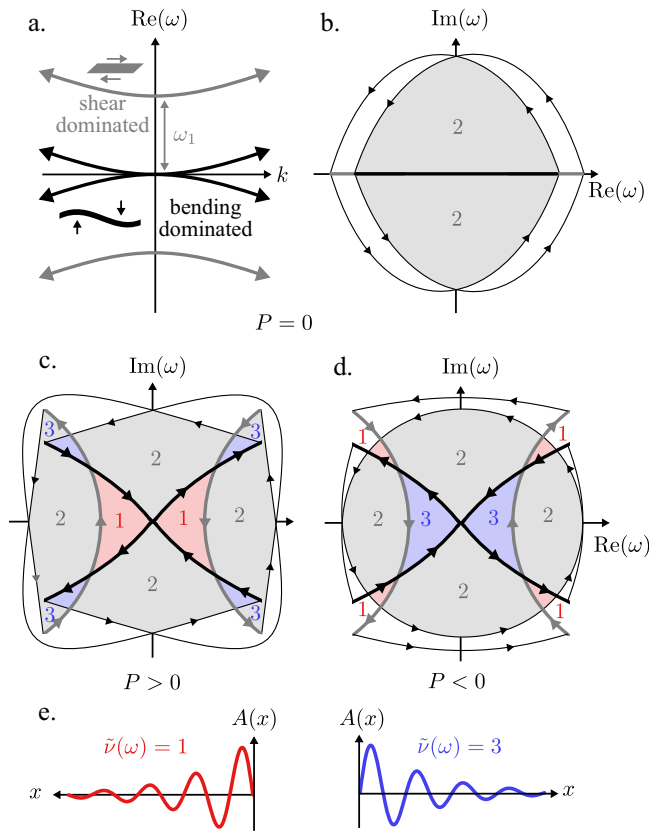 a.
Re(ω)
shear
dominated
ω₁
k
bending
dominated
b.
Im(ω)
2
2
Re(ω)
P = 0
c.
Im(ω)
3
3
2
2
1
1
2
2
3
3
P > 0
d.
Im(ω)
1
1
2
2
3
3
2
2
Re(ω)
1
1
P < 0
e.
ν̃(ω) = 1
A(x)
x
A(x)
ν̃(ω) = 3
x